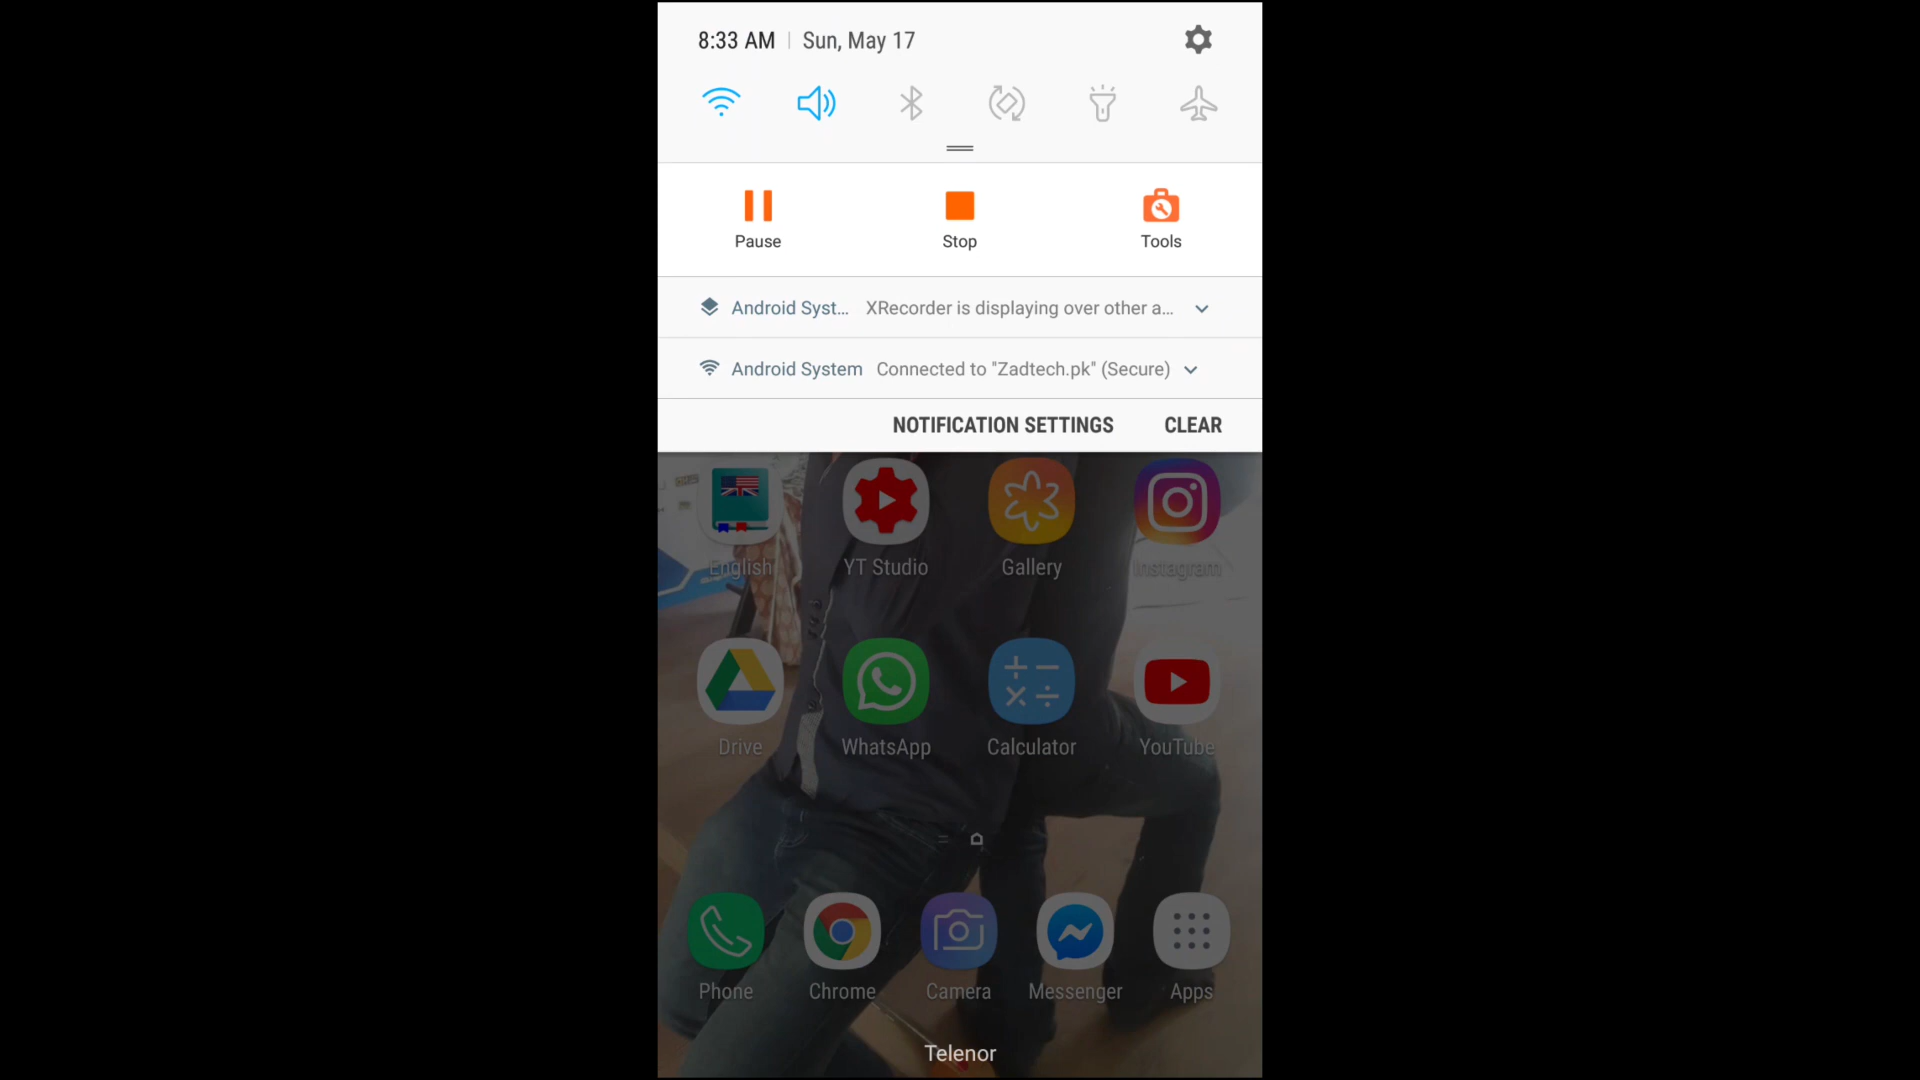 8:33 AM | Sun, May 17
Pause Stop Tools
Android Syst... XRecorder is displaying over other a...
Android System Connected to "Zadtech.pk" (Secure)
NOTIFICATION SETTINGS CLEAR
English YT Studio Gallery Instagram
Drive WhatsApp Calculator YouTube
Phone Chrome Camera Messenger Apps
Telenor